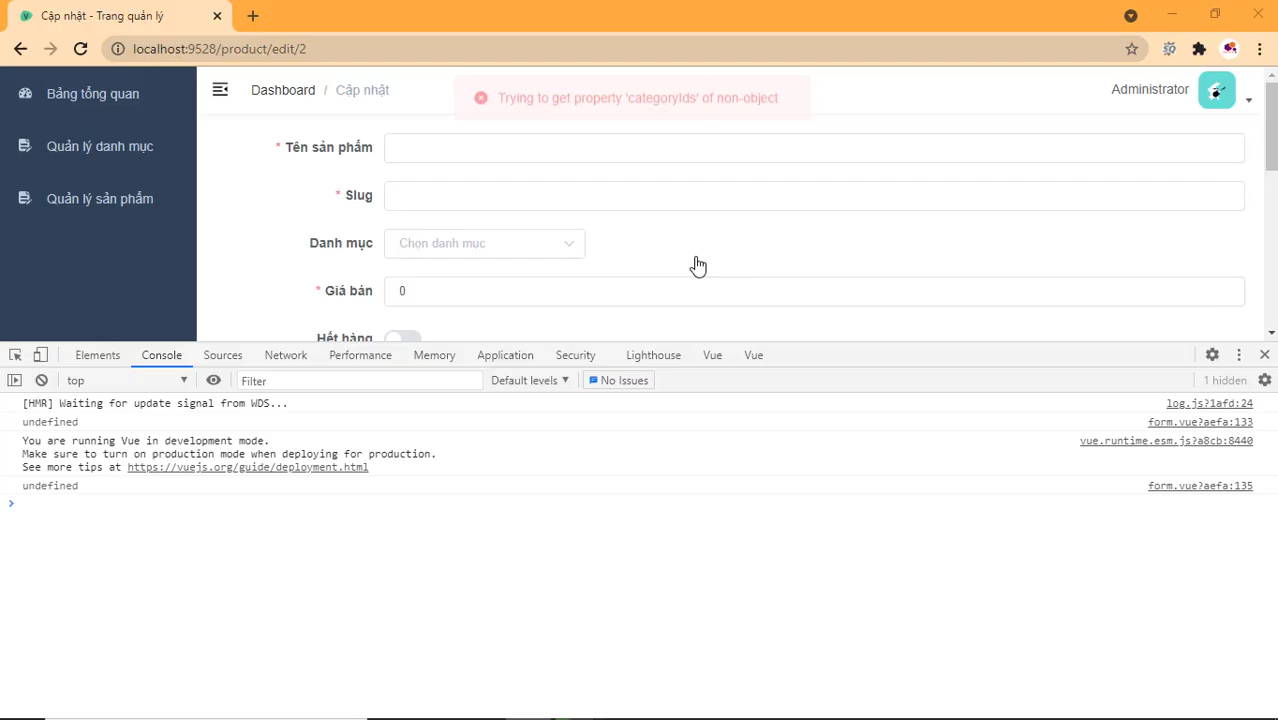 Cập nhật - Trang quản lý
localhost:9528/product/edit/2
Bảng tổng quan
Quản lý danh mục
Quản lý sản phẩm
Dashboard / Cập nhật
Trying to get property 'categoryIds' of non-object
Administrator
* Tên sản phẩm
* Slug
Danh mục Chọn danh mục
* Giá bán 0
Hết hàng
Elements Console Sources Network Performance Memory Application Security Lighthouse Vue Vue
top Filter Default levels No Issues 1 hidden
[HMR] Waiting for update signal from WDS... log.js?1afd:24
undefined form.vue?aefa:133
You are running Vue in development mode. vue.runtime.esm.js?a8cb:8440
Make sure to turn on production mode when deploying for production.
See more tips at https://vuejs.org/guide/deployment.html
undefined form.vue?aefa:135